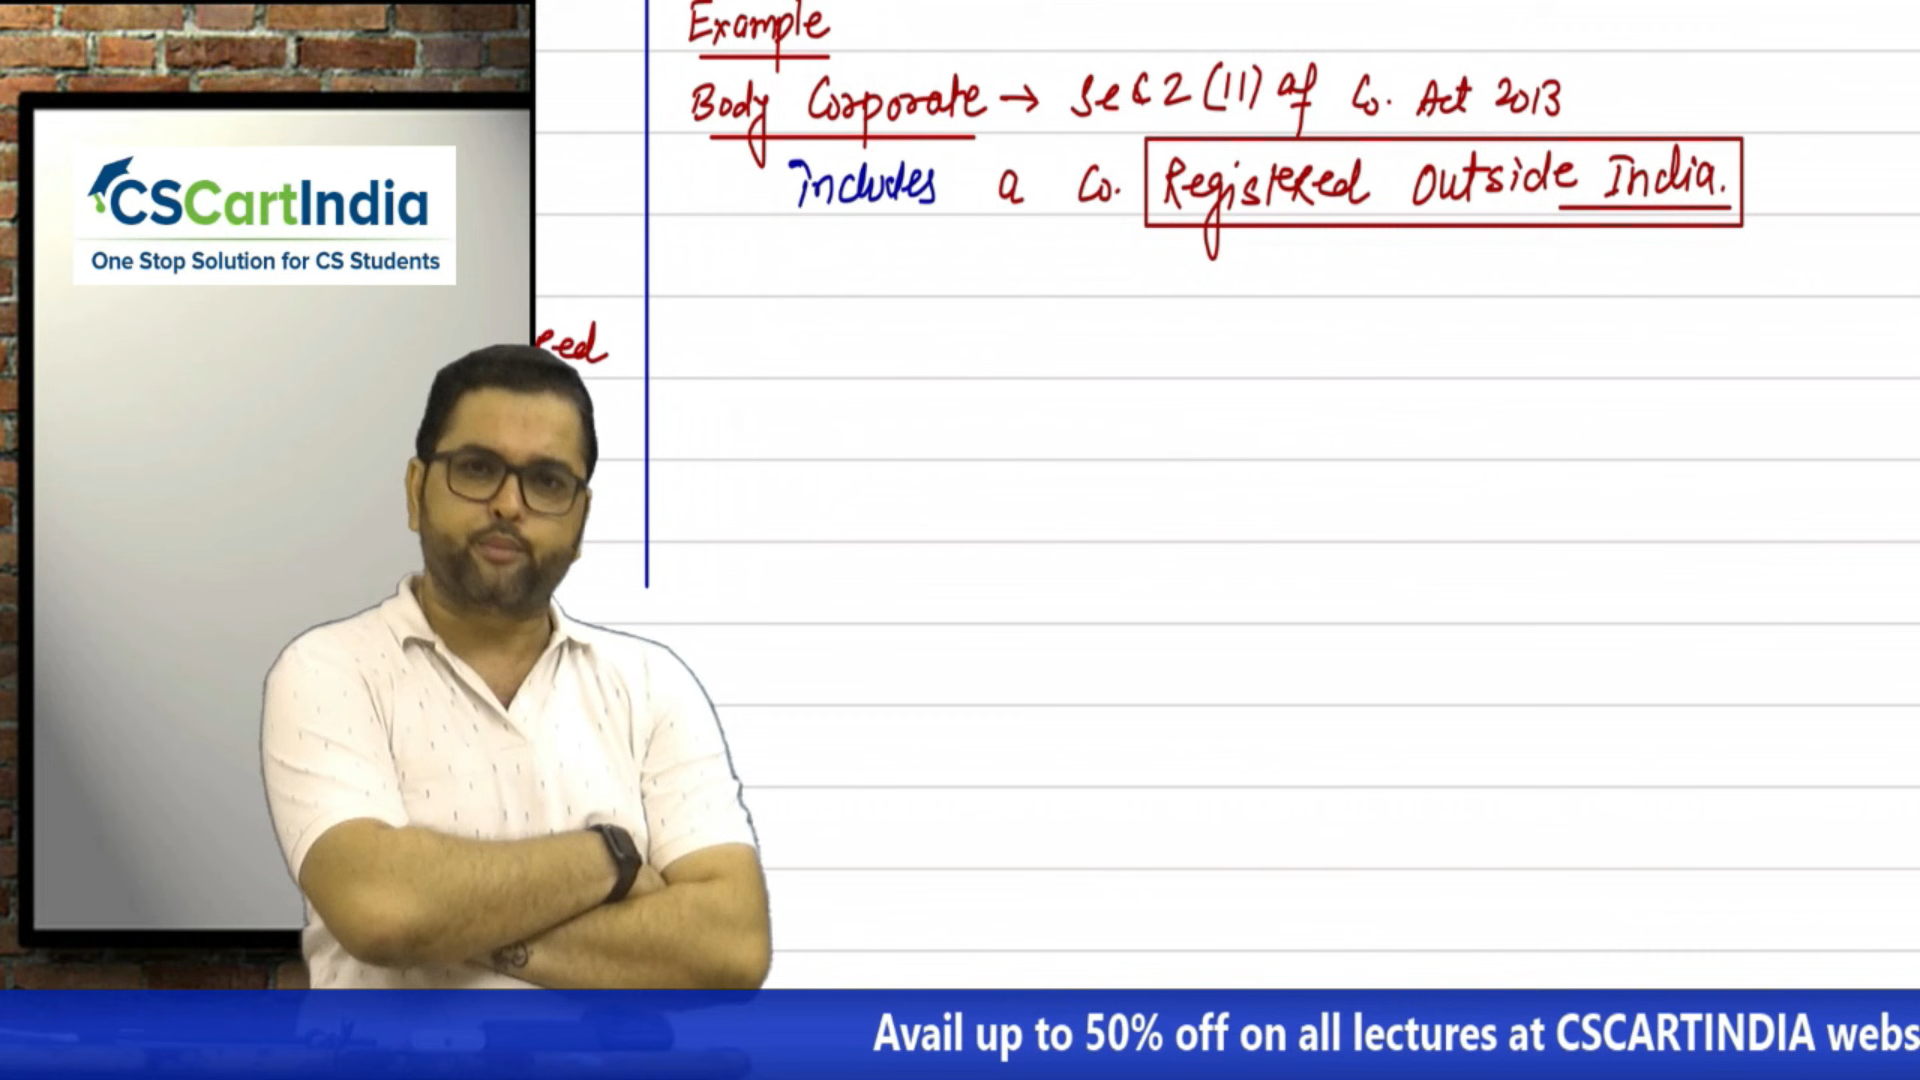 Example
Body Corporate → Sec 2 (11) of Co. Act 2013
includes a Co. Registered Outside India.
CSCartIndia
One Stop Solution for CS Students
Avail up to 50% off on all lectures at CSCARTINDIA webs